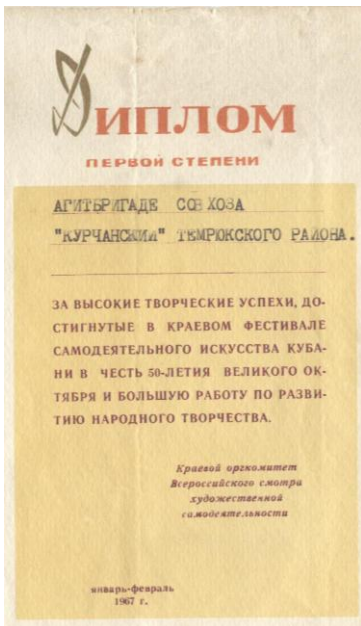 ДИПЛОМ
ПЕРВОЙ СТЕПЕНИ
АГИТБРИГАДЕ СОВХОЗА
"КУРЧАНСКИЙ" ТЕМРЮКСКОГО РАЙОНА.
ЗА ВЫСОКИЕ ТВОРЧЕСКИЕ УСПЕХИ, ДО-
СТИГНУТЫЕ В КРАЕВОМ ФЕСТИВАЛЕ
САМОДЕЯТЕЛЬНОГО ИСКУССТВА КУБА-
НИ В ЧЕСТЬ 50-ЛЕТИЯ ВЕЛИКОГО ОК-
ТЯБРЯ И БОЛЬШУЮ РАБОТУ ПО РАЗВИ-
ТИЮ НАРОДНОГО ТВОРЧЕСТВА.
Краевой оргкомитет
Всероссийского смотра
художественной
самодеятельности
январь-февраль
1967 г.